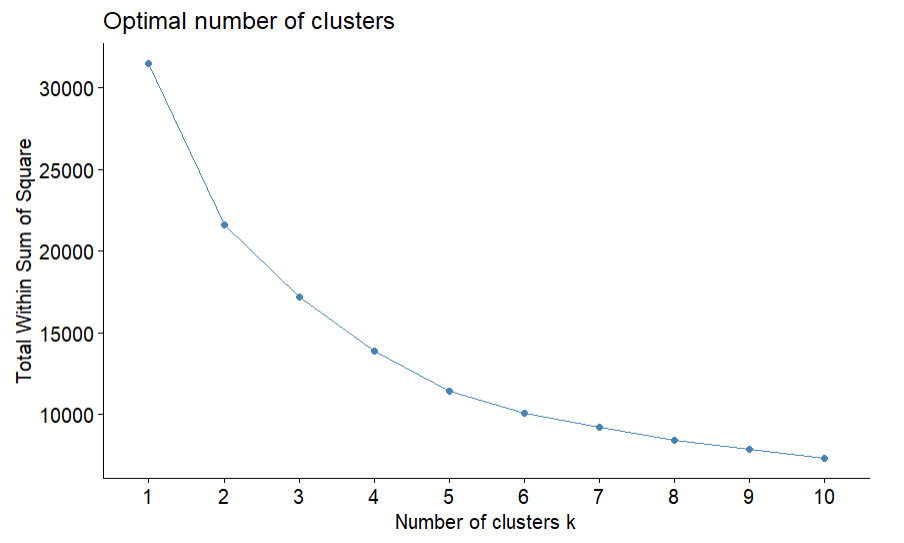 Optimal number of clusters
Total Within Sum of Square
30000
25000
20000
15000
10000
1 2 3 4 5 6 7 8 9 10
Number of clusters k